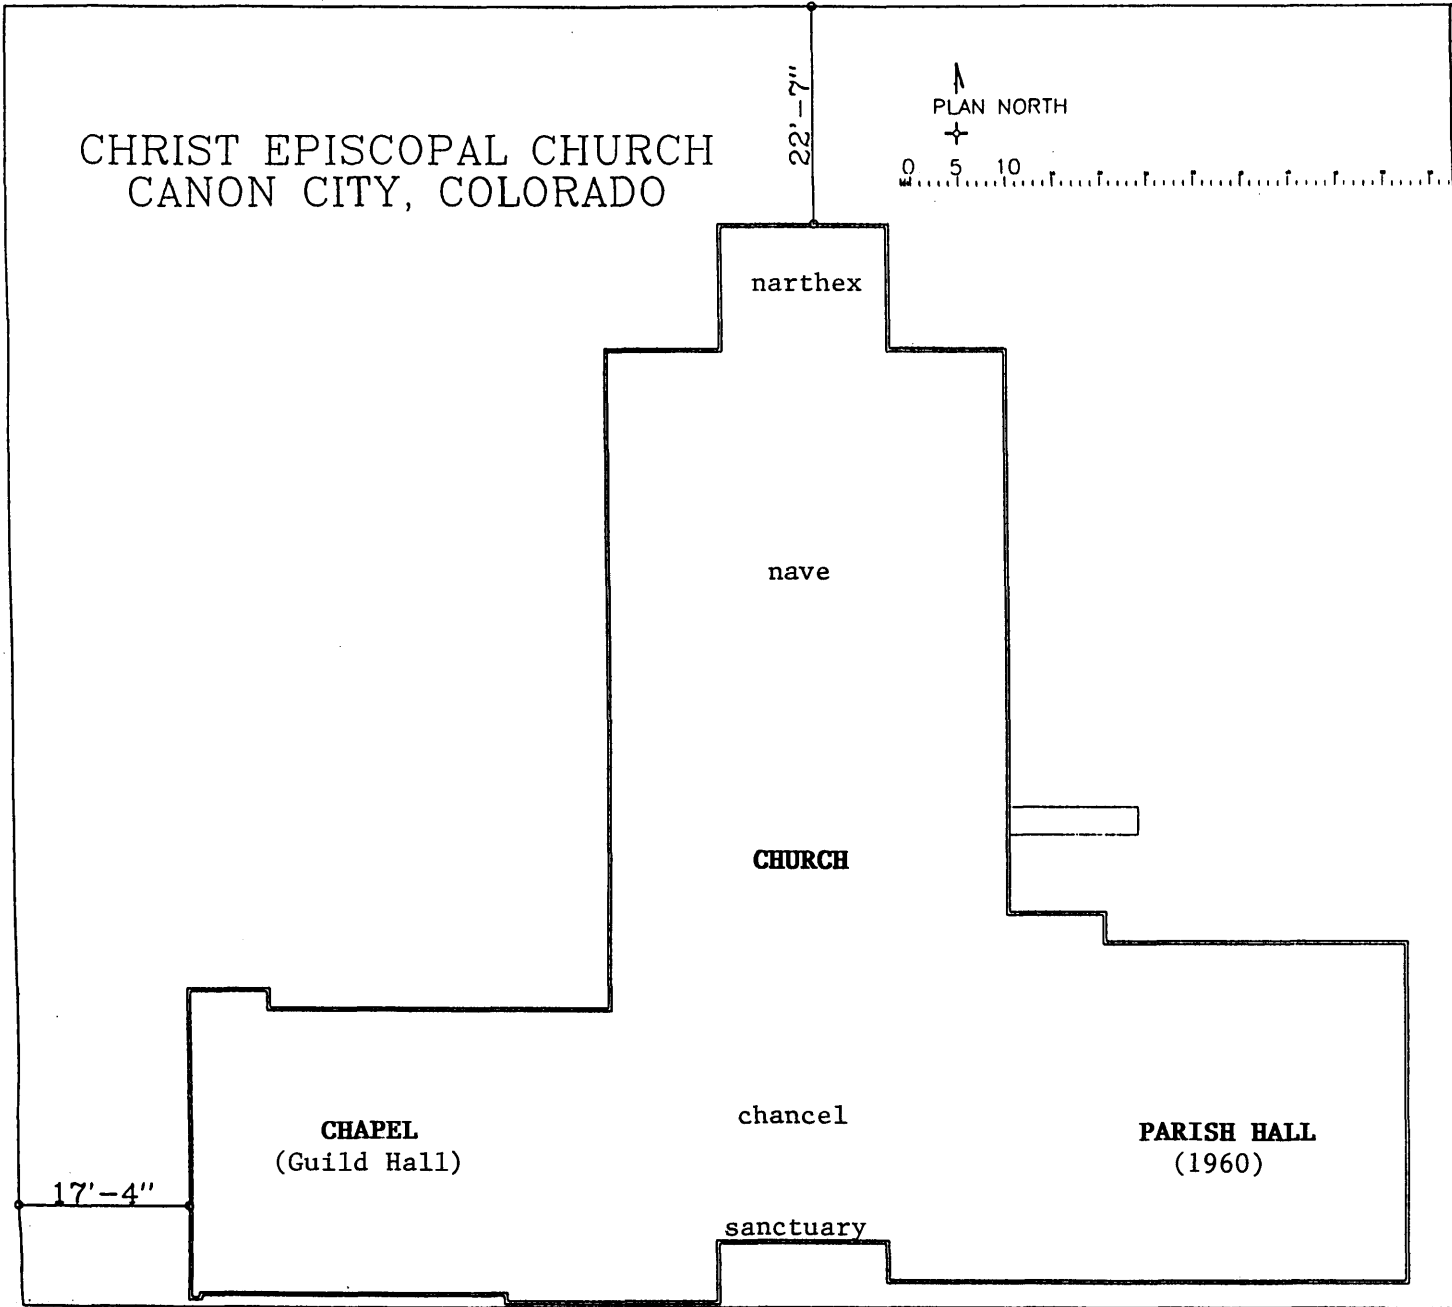 22'-7"
PLAN NORTH
CHRIST EPISCOPAL CHURCH
CANON CITY, COLORADO
0 5 10
narthex
nave
CHURCH
chancel
CHAPEL
(Guild Hall)
PARISH HALL
(1960)
17'-4"
sanctuary